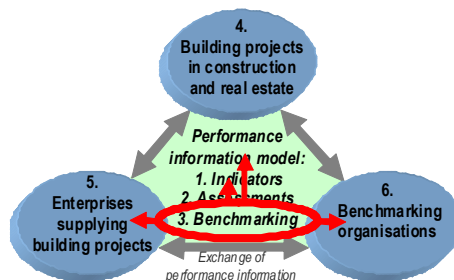 4.
Building projects
in construction
and real estate
Performance
information model:
1. Indicators
2. Assessments
3. Benchmarking
5.
Enterprises
supplying
building projects
6.
Benchmarking
organisations
Exchange of
performance information